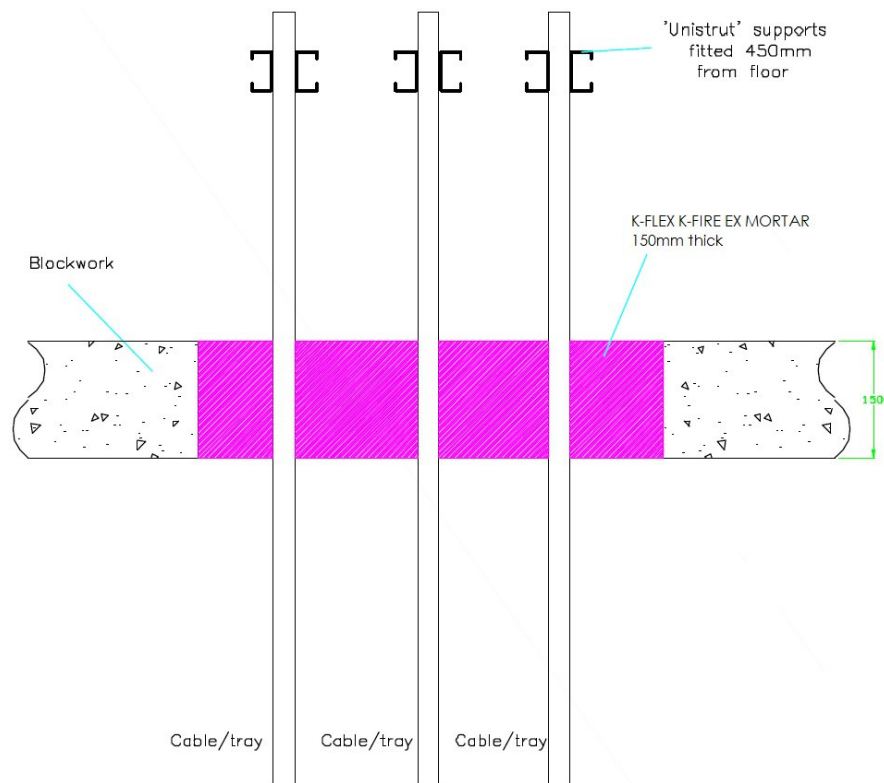 'Unistrut' supports
fitted 450mm
from floor
K-FLEX K-FIRE EX MORTAR
150mm thick
Blockwork
150
Cable/tray
Cable/tray
Cable/tray